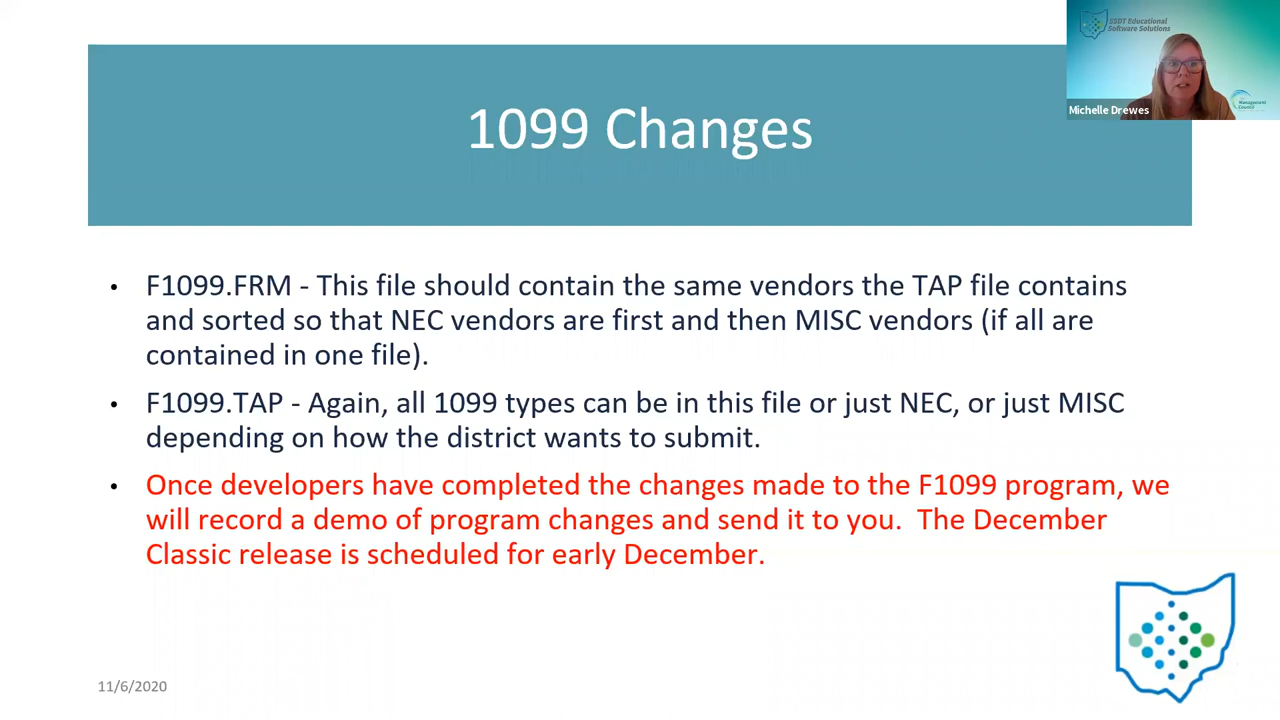 SSDT Educational
Software Solutions
Management
Council
Michelle Drewes
1099 Changes
• F1099.FRM - This file should contain the same vendors the TAP file contains
and sorted so that NEC vendors are first and then MISC vendors (if all are
contained in one file).
• F1099.TAP - Again, all 1099 types can be in this file or just NEC, or just MISC
depending on how the district wants to submit.
• Once developers have completed the changes made to the F1099 program, we
will record a demo of program changes and send it to you.  The December
Classic release is scheduled for early December.
11/6/2020